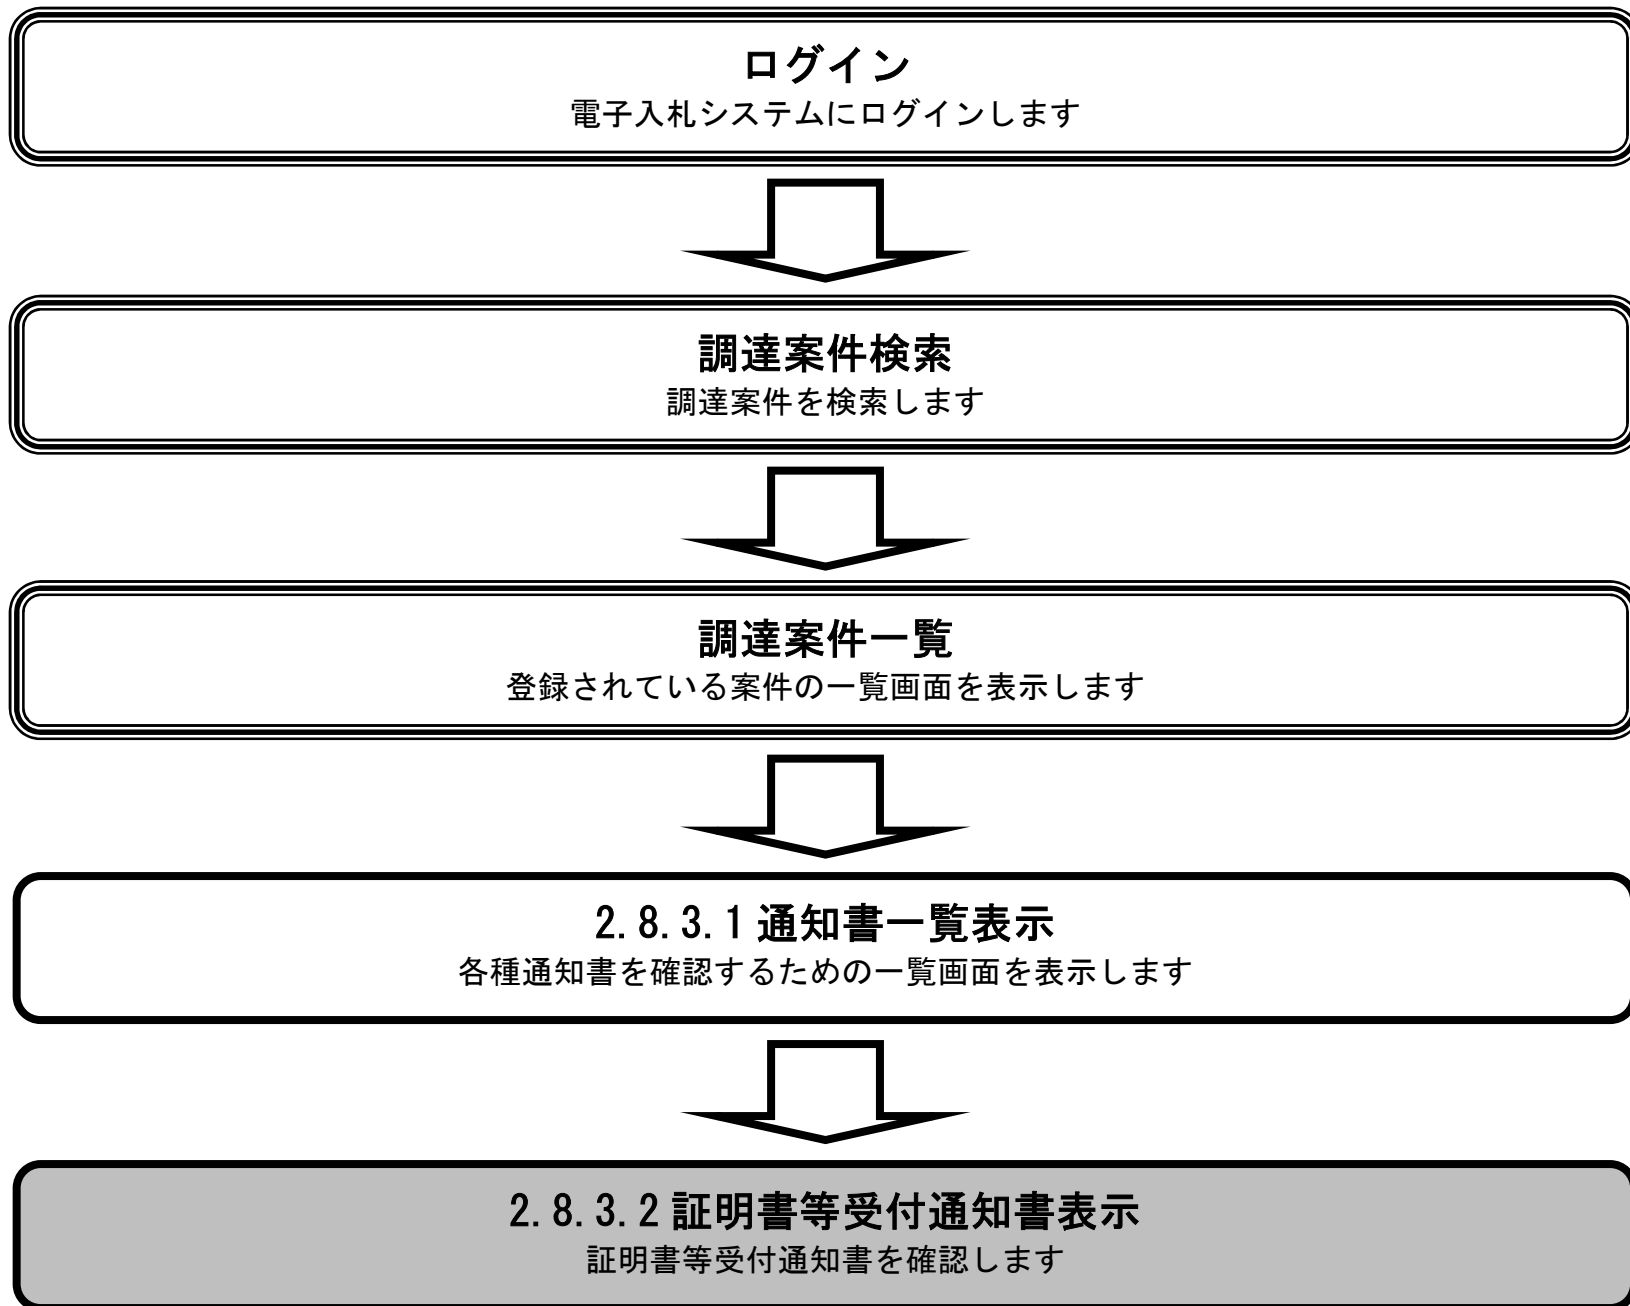 ログイン
電子入札システムにログインします
調達案件検索
調達案件を検索します
調達案件一覧
登録されている案件の一覧画面を表示します
2.8.3.1 通知書一覧表示
各種通知書を確認するための一覧画面を表示します
2.8.3.2 証明書等受付通知書表示
証明書等受付通知書を確認します